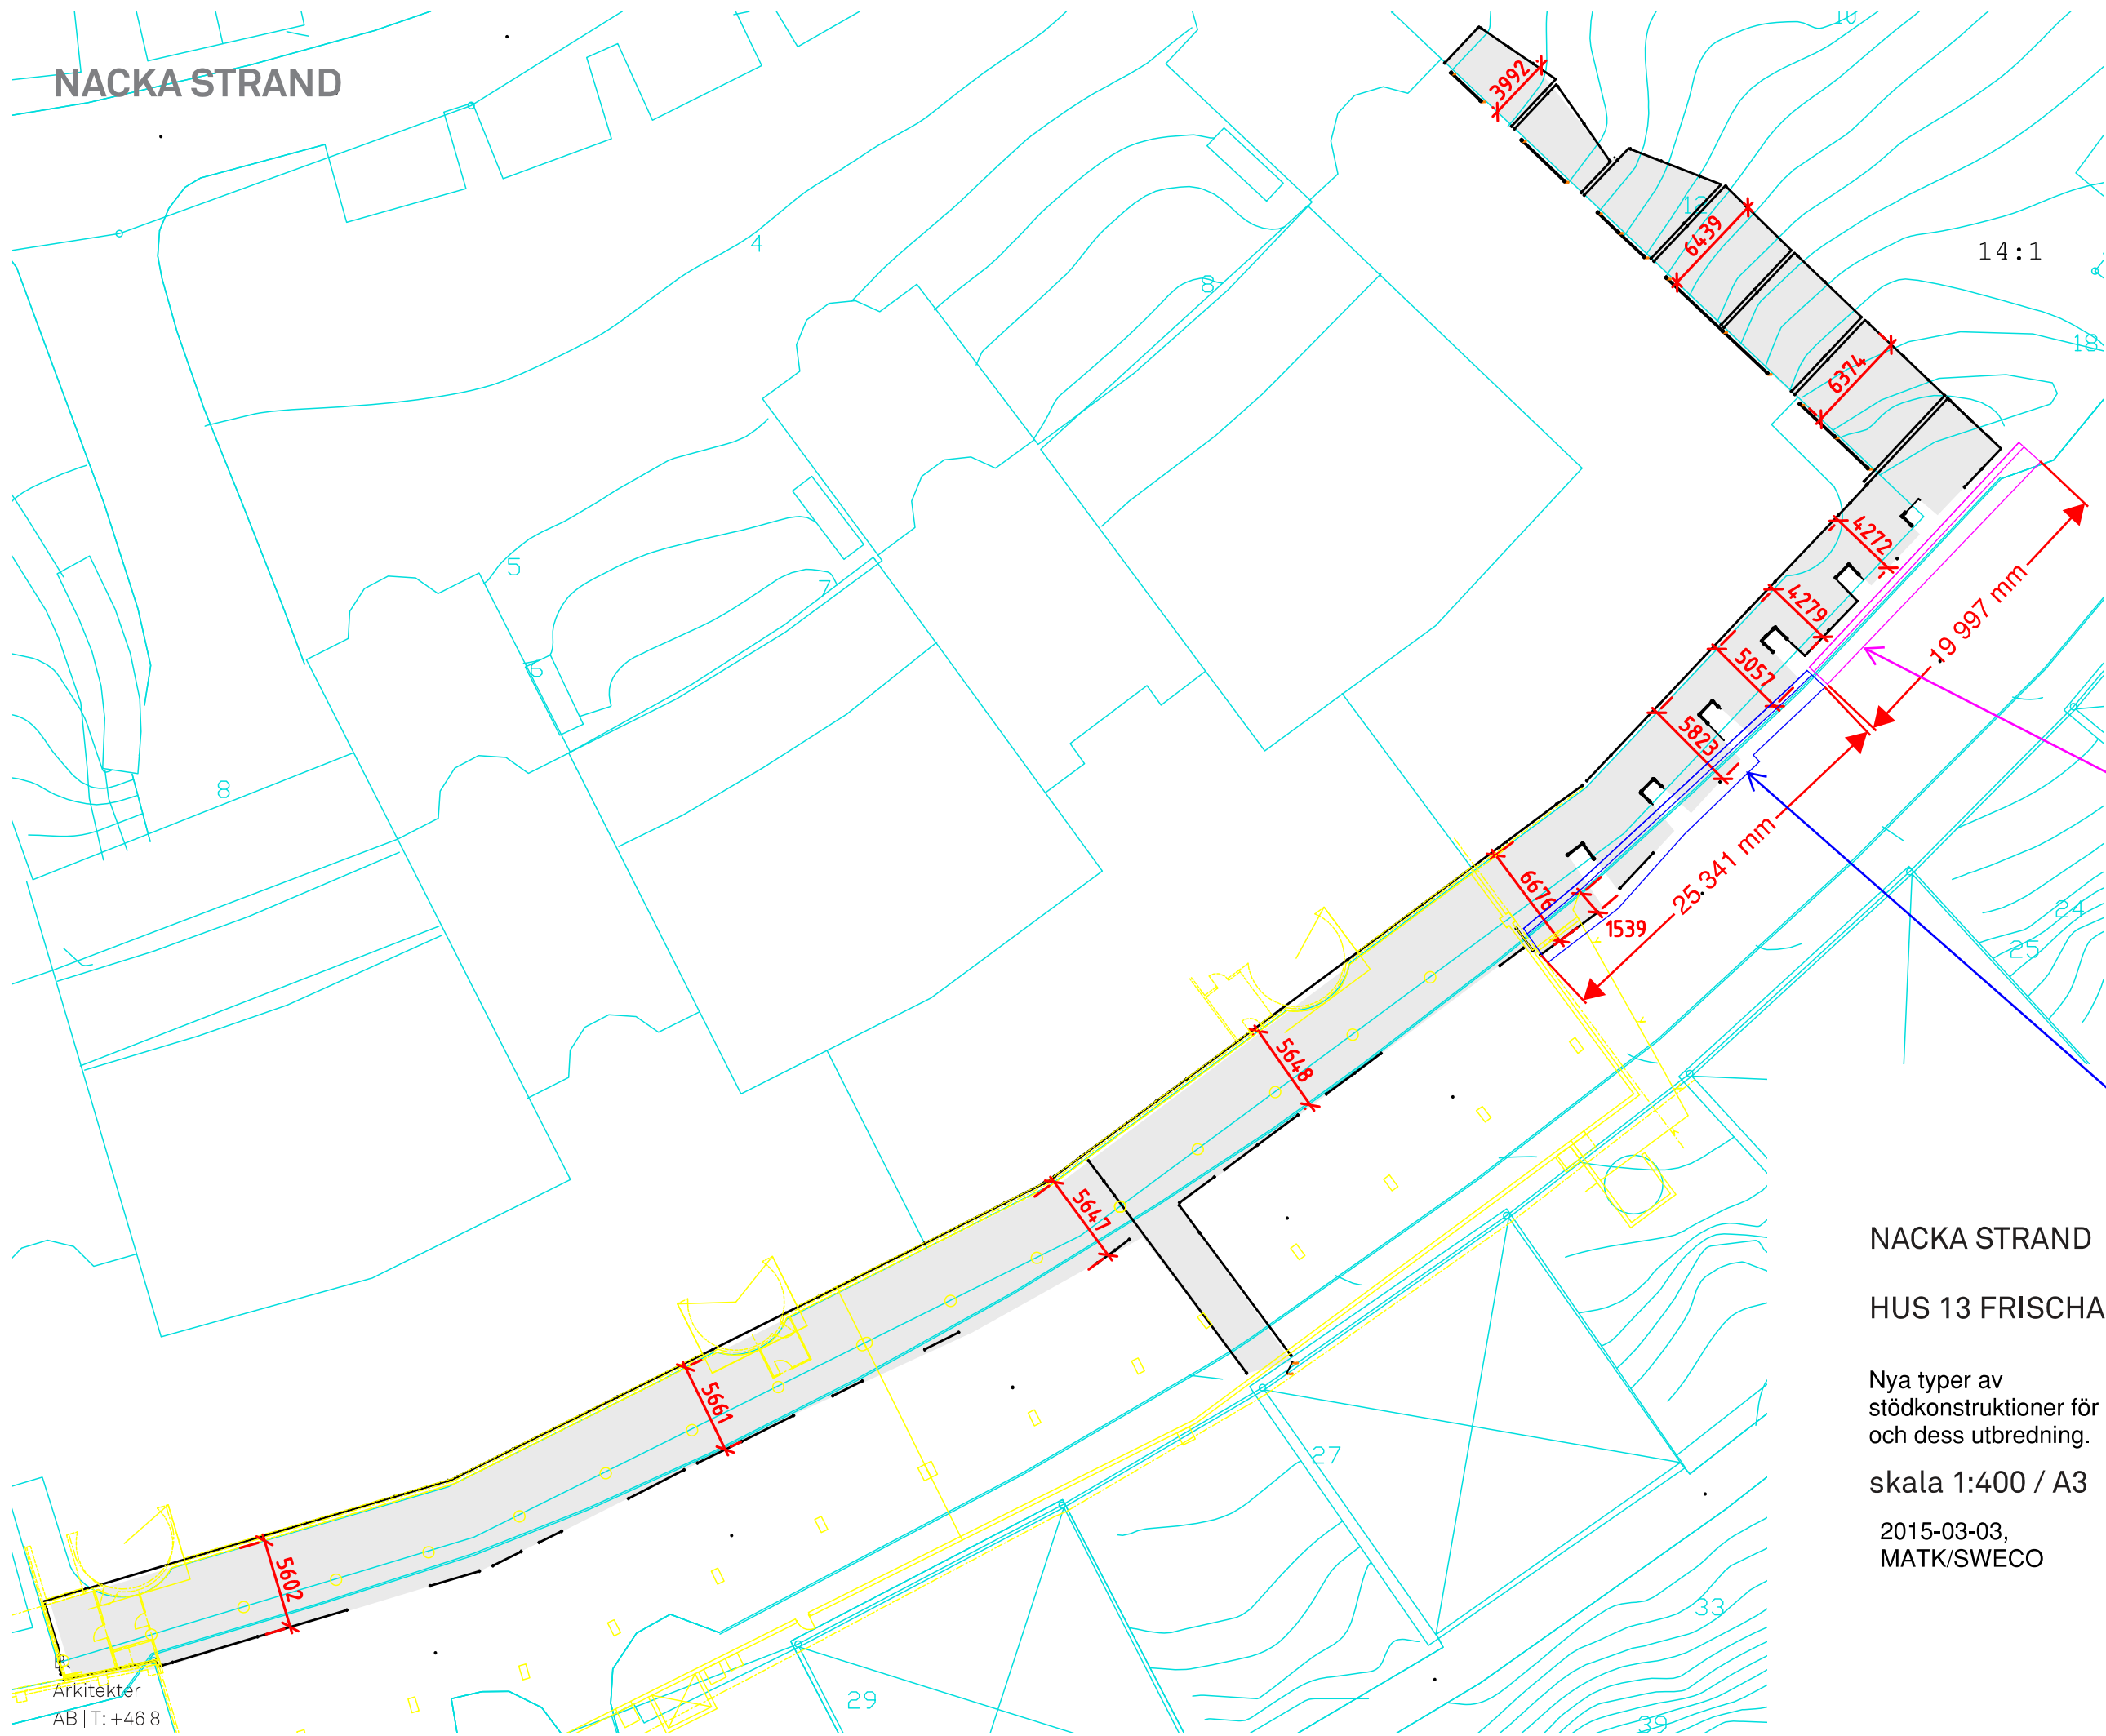 NACKA STRAND
10
3992
12
6439
14:1
4
8
18
6374
4272
5
7
4279
19 997 mm
6
5057
5823
8
25.341 mm
6676
24
1539
25
5648
5647
NACKA STRAND
HUS 13 FRISCHA
5661
Nya typer av
stödkonstruktioner för
och dess utbredning.
27
skala 1:400 / A3
2015-03-03,
MATK/SWECO
5602
33
Arkitekter
29
AB | T: +46 8
39